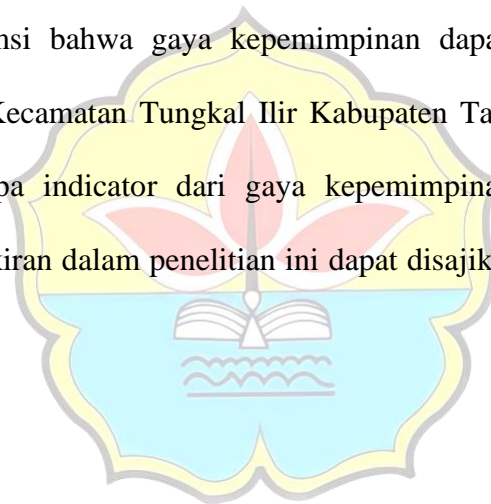 nsi bahwa gaya kepemimpinan dapa
Kecamatan Tungkal Ilir Kabupaten Ta
pa indicator dari gaya kepemimpina
kiran dalam penelitian ini dapat disajik